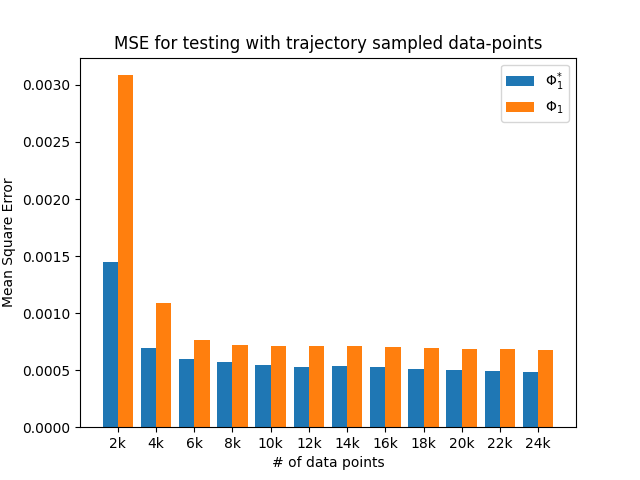 MSE for testing with trajectory sampled data-points
Φ₁*
Φ₁
Mean Square Error
0.0030
0.0025
0.0020
0.0015
0.0010
0.0005
0.0000
2k 4k 6k 8k 10k 12k 14k 16k 18k 20k 22k 24k
# of data points